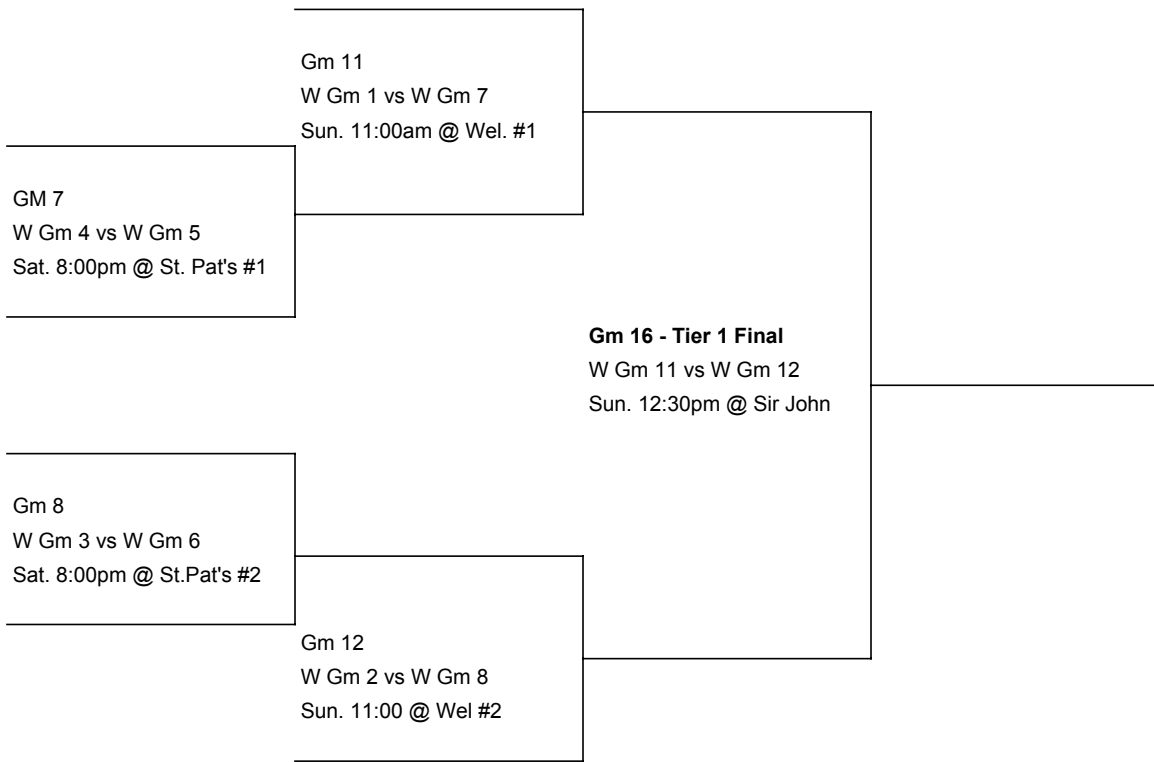 Gm 11
W Gm 1 vs W Gm 7
Sun. 11:00am @ Wel. #1
GM 7
W Gm 4 vs W Gm 5
Sat. 8:00pm @ St. Pat's #1
Gm 16 - Tier 1 Final
W Gm 11 vs W Gm 12
Sun. 12:30pm @ Sir John
Gm 8
W Gm 3 vs W Gm 6
Sat. 8:00pm @ St.Pat's #2
Gm 12
W Gm 2 vs W Gm 8
Sun. 11:00 @ Wel #2